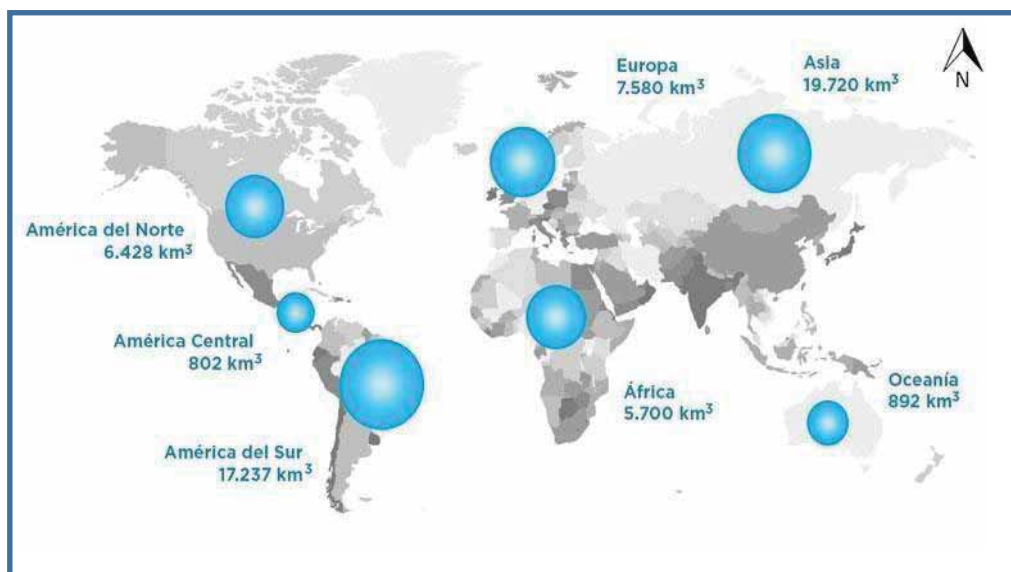 Europa
7.580 km³
Asia
19.720 km³
N
América del Norte
6.428 km³
América Central
802 km³
África
5.700 km³
Oceanía
892 km³
América del Sur
17.237 km³